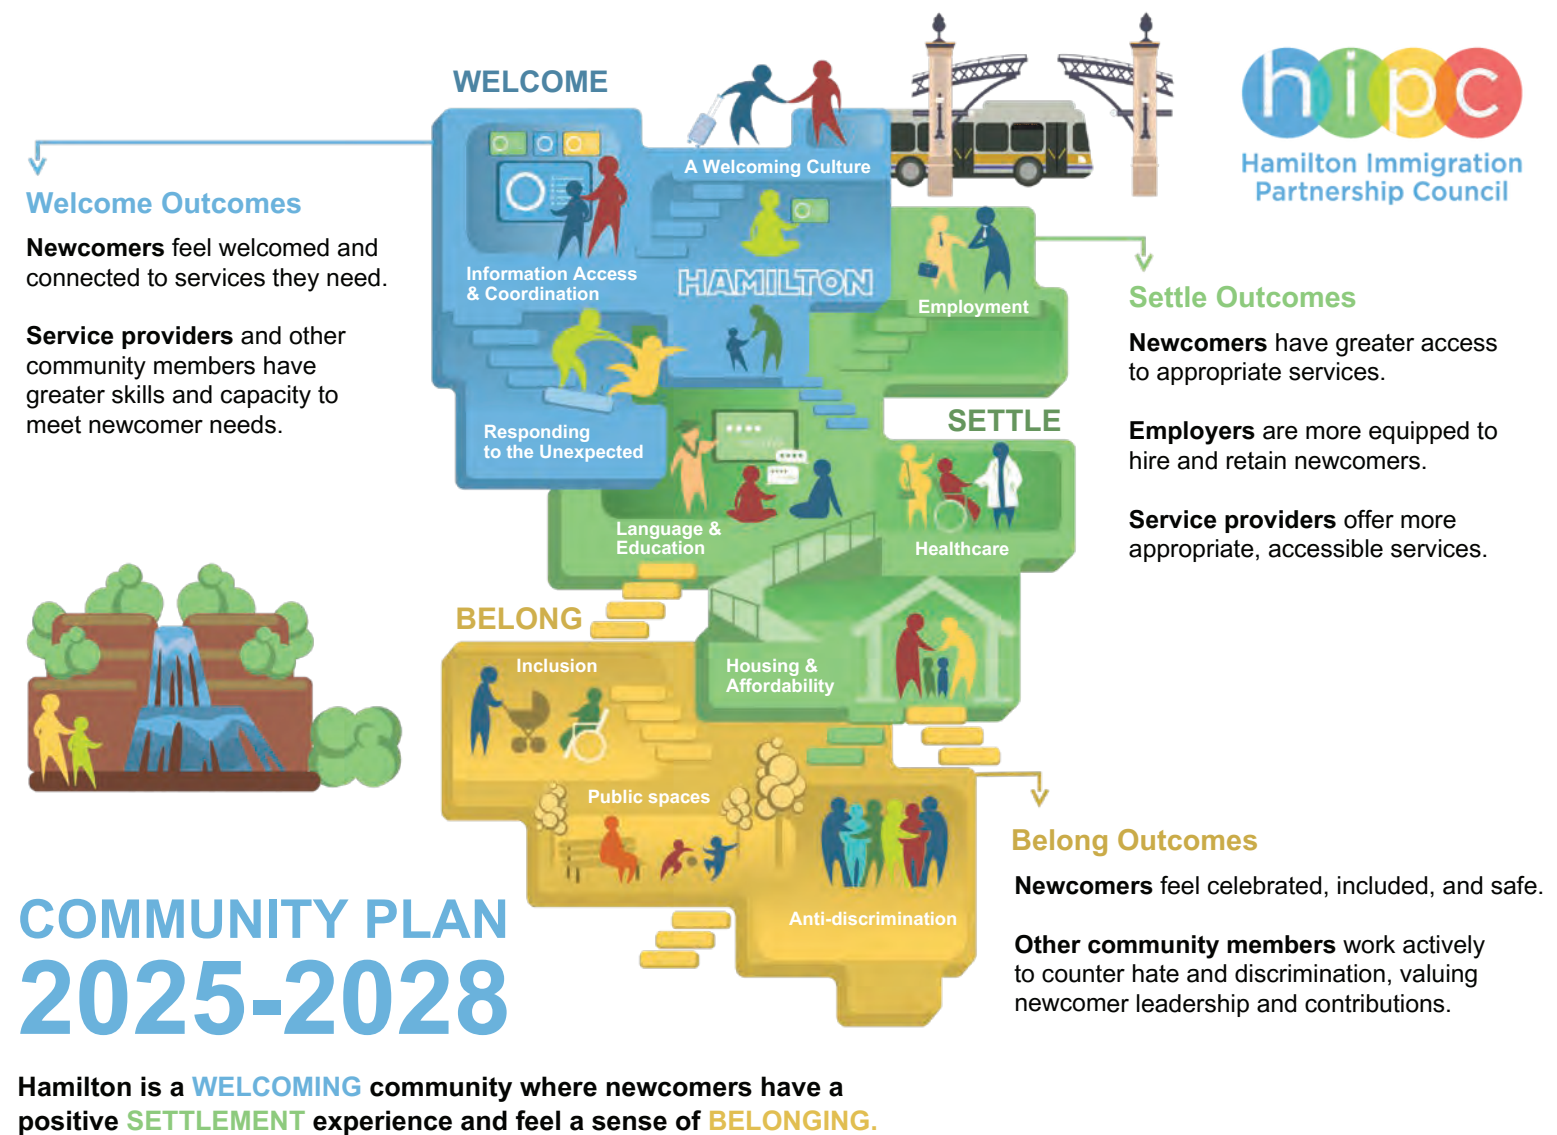 WELCOME
hipc
Hamilton Immigration
Partnership Council
A Welcoming Culture
Information Access
& Coordination
HAMILTON
Responding
to the Unexpected
Welcome Outcomes
Newcomers feel welcomed and
connected to services they need.
Service providers and other
community members have
greater skills and capacity to
meet newcomer needs.
Employment
SETTLE
Language &
Education
Healthcare
Housing &
Affordability
Settle Outcomes
Newcomers have greater access
to appropriate services.
Employers are more equipped to
hire and retain newcomers.
Service providers offer more
appropriate, accessible services.
BELONG
Inclusion
Public spaces
Anti-discrimination
Belong Outcomes
Newcomers feel celebrated, included, and safe.
Other community members work actively
to counter hate and discrimination, valuing
newcomer leadership and contributions.
COMMUNITY PLAN
2025-2028
Hamilton is a WELCOMING community where newcomers have a
positive SETTLEMENT experience and feel a sense of BELONGING.